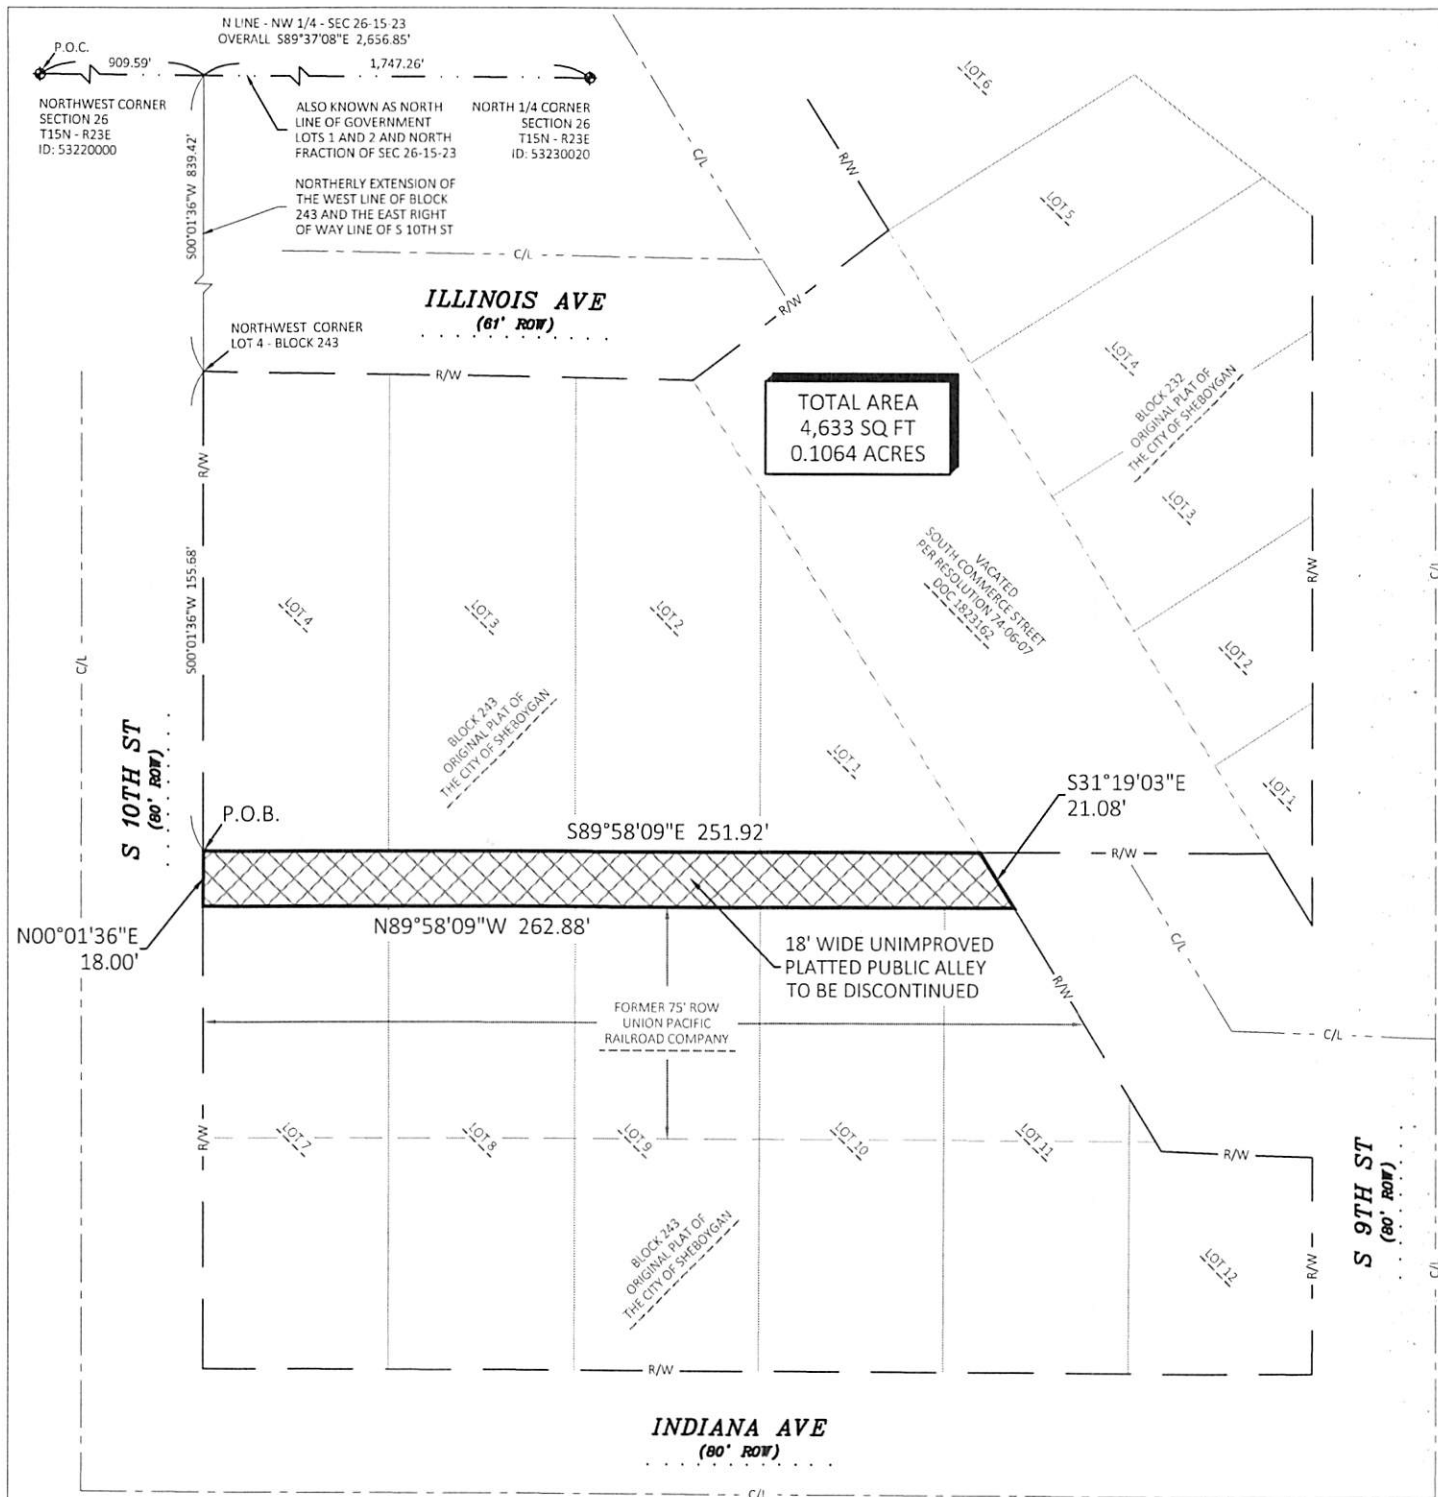 N LINE - NW 1/4 - SEC 26-15-23
OVERALL S89°37'08"E 2,656.85'
P.O.C.
909.59'
1,747.26'
NORTHWEST CORNER
SECTION 26
T15N - R23E
ID: 53220000
ALSO KNOWN AS NORTH
LINE OF GOVERNMENT
LOTS 1 AND 2 AND NORTH
FRACTION OF SEC 26-15-23
NORTH 1/4 CORNER
SECTION 26
T15N - R23E
ID: 53230020
S00°01'36"W 839.42'
NORTHERLY EXTENSION OF
THE WEST LINE OF BLOCK
243 AND THE EAST RIGHT
OF WAY LINE OF S 10TH ST
C/L
C/L
R/W
LOT 6
LOT 5
ILLINOIS AVE
(61' ROW)
R/W
NORTHWEST CORNER
LOT 4 - BLOCK 243
R/W
LOT 4
BLOCK 232
ORIGINAL PLAT OF
THE CITY OF SHEBOYGAN
TOTAL AREA
4,633 SQ FT
0.1064 ACRES
R/W
LOT 3
VACATED
SOUTH COMMERCE STREET
PER RESOLUTION 74-06-07
DOC 1823162
R/W
C/L
S00°01'36"W 155.68'
LOT 4
LOT 3
LOT 2
LOT 2
C/L
BLOCK 243
ORIGINAL PLAT OF
THE CITY OF SHEBOYGAN
LOT 1
LOT 1
S 10TH ST
(80' ROW)
P.O.B.
S89°58'09"E 251.92'
S31°19'03"E
21.08'
R/W
N00°01'36"E
18.00'
N89°58'09"W 262.88'
18' WIDE UNIMPROVED
PLATTED PUBLIC ALLEY
TO BE DISCONTINUED
C/L
R/W
FORMER 75' ROW
UNION PACIFIC
RAILROAD COMPANY
C/L
R/W
LOT 7
LOT 8
LOT 9
LOT 10
LOT 11
R/W
S 9TH ST
(80' ROW)
BLOCK 243
ORIGINAL PLAT OF
THE CITY OF SHEBOYGAN
LOT 12
R/W
C/L
R/W
INDIANA AVE
(80' ROW)
C/L